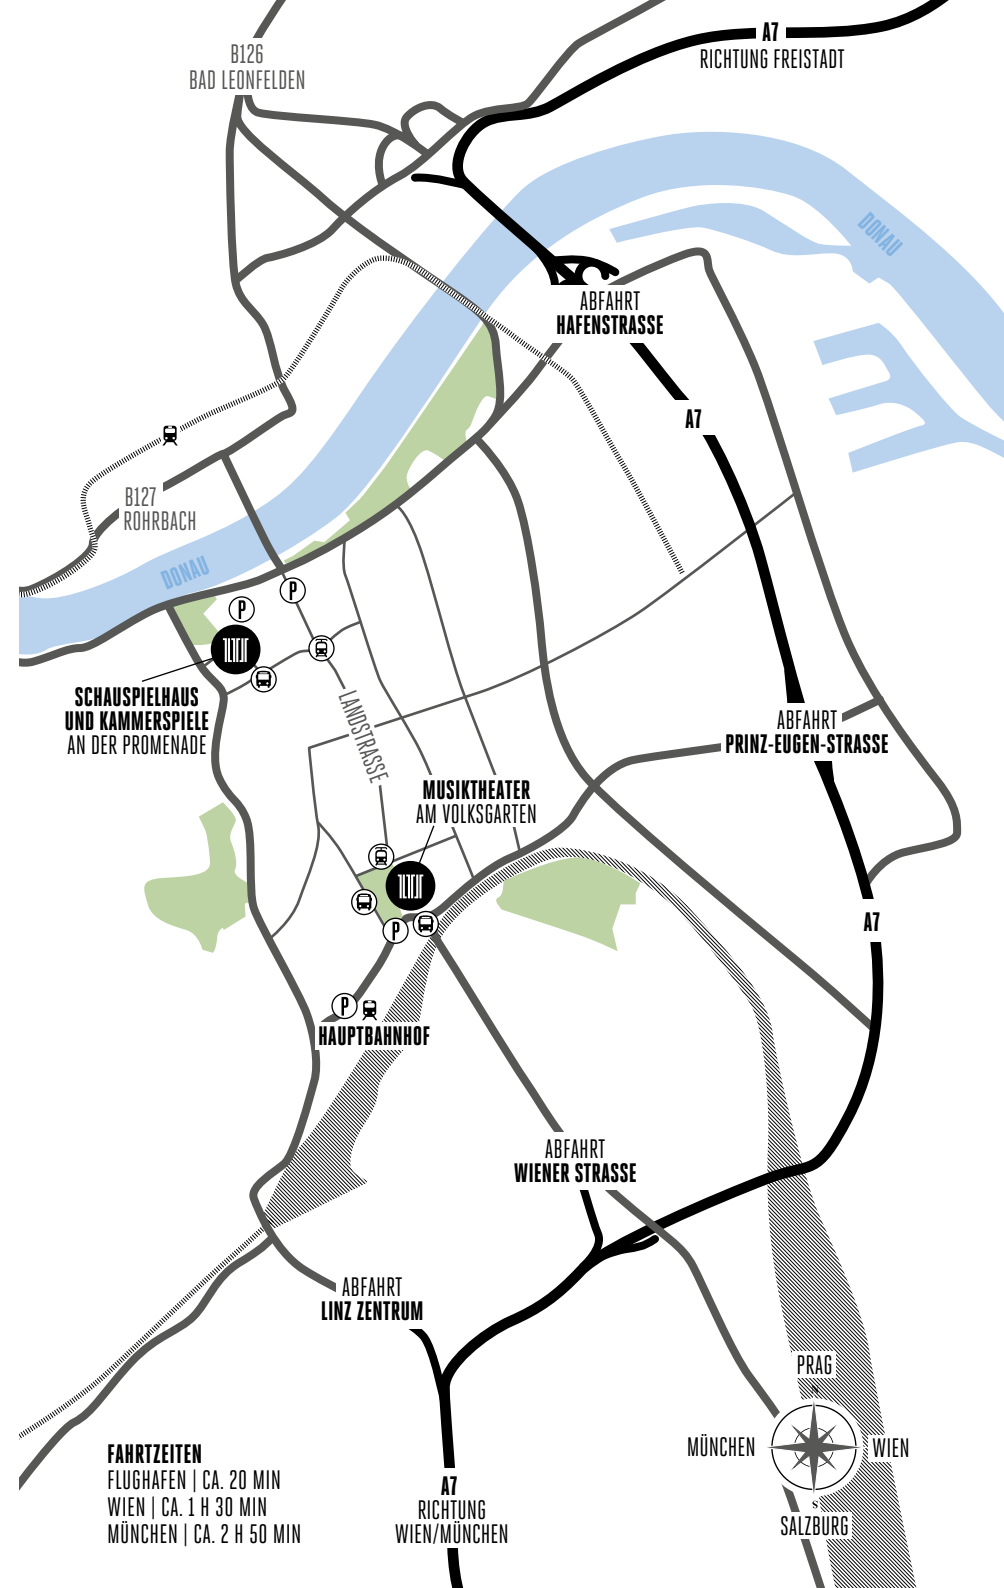 A7
RICHTUNG FREISTADT
B126
BAD LEONFELDEN
DONAU
ABFAHRT
HAFENSTRASSE
A7
B127
ROHRBACH
DONAU
P
P
SCHAUSPIELHAUS
UND KAMMERSPIELE
AN DER PROMENADE
LANDSTRASSE
ABFAHRT
PRINZ-EUGEN-STRASSE
MUSIKTHEATER
AM VOLKSGARTEN
A7
P
P
HAUPTBAHNHOF
ABFAHRT
WIENER STRASSE
ABFAHRT
LINZ ZENTRUM
PRAG
N
MÜNCHEN
WIEN
S
SALZBURG
FAHRTZEITEN
FLUGHAFEN | CA. 20 MIN
WIEN | CA. 1 H 30 MIN
MÜNCHEN | CA. 2 H 50 MIN
A7
RICHTUNG
WIEN/MÜNCHEN